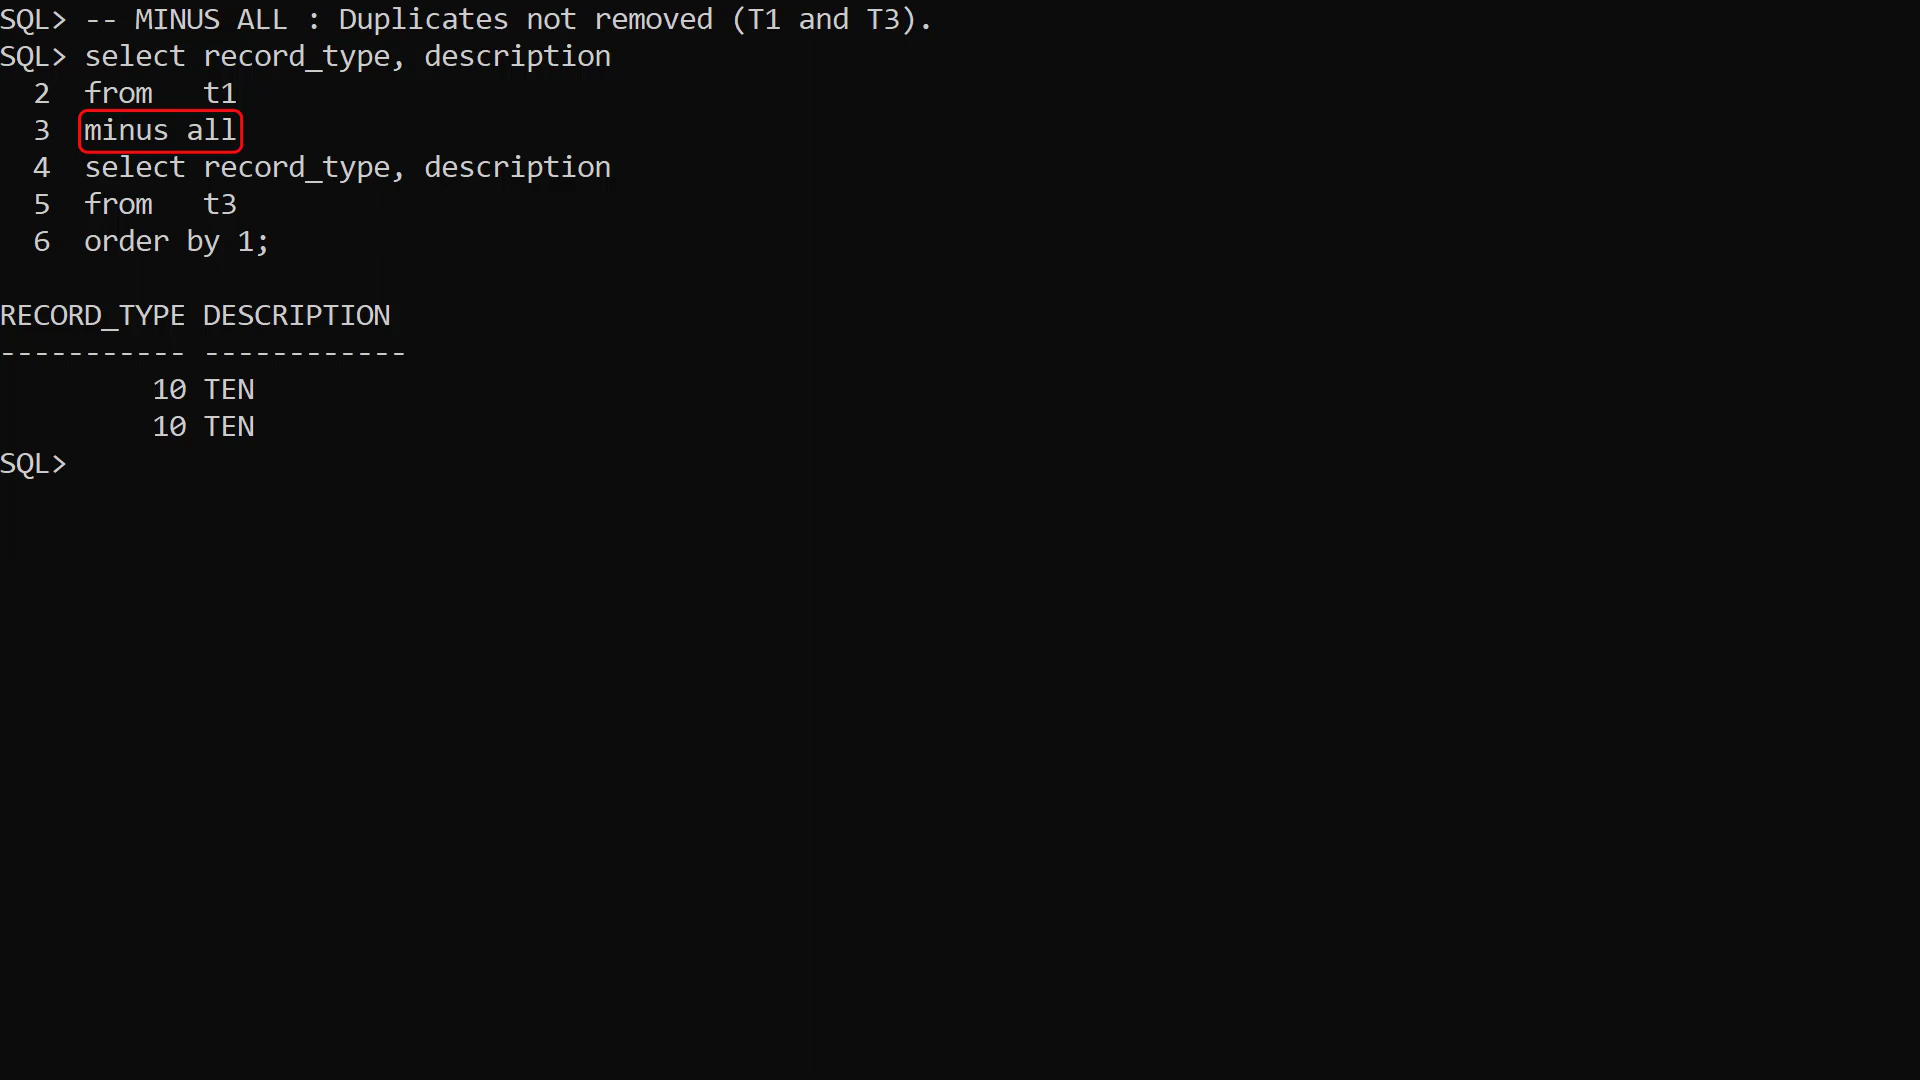 SQL> -- MINUS ALL : Duplicates not removed (T1 and T3).
SQL> select record_type, description
  2  from   t1
  3  minus all
  4  select record_type, description
  5  from   t3
  6  order by 1;

RECORD_TYPE DESCRIPTION
----------- ------------
         10 TEN
         10 TEN
SQL>